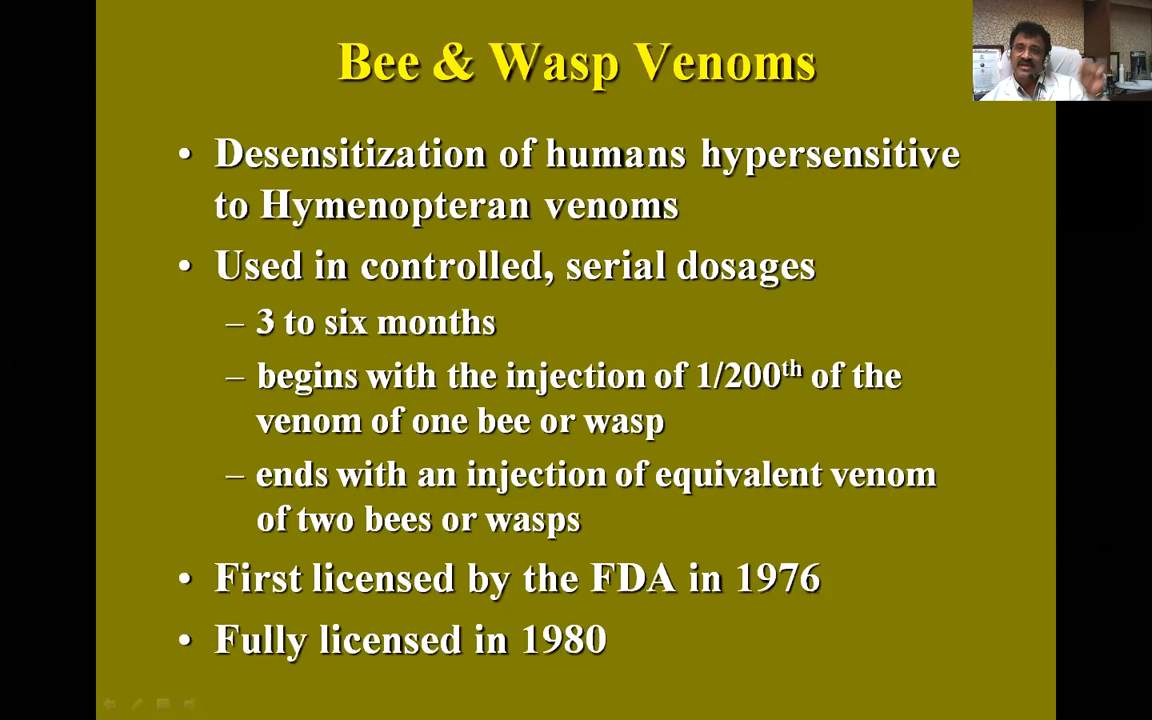 Bee & Wasp Venoms
• Desensitization of humans hypersensitive
to Hymenopteran venoms
• Used in controlled, serial dosages
– 3 to six months
– begins with the injection of 1/200th of the
venom of one bee or wasp
– ends with an injection of equivalent venom
of two bees or wasps
• First licensed by the FDA in 1976
• Fully licensed in 1980